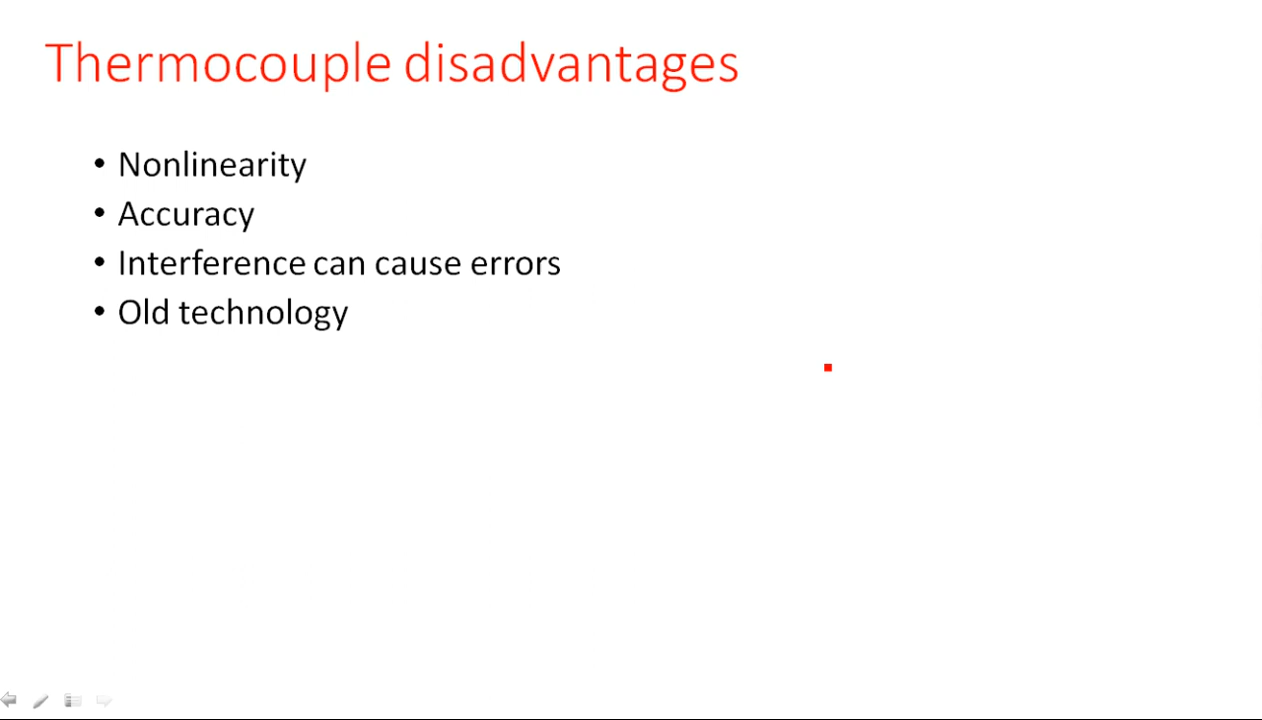 Thermocouple disadvantages
• Nonlinearity
• Accuracy
• Interference can cause errors
• Old technology